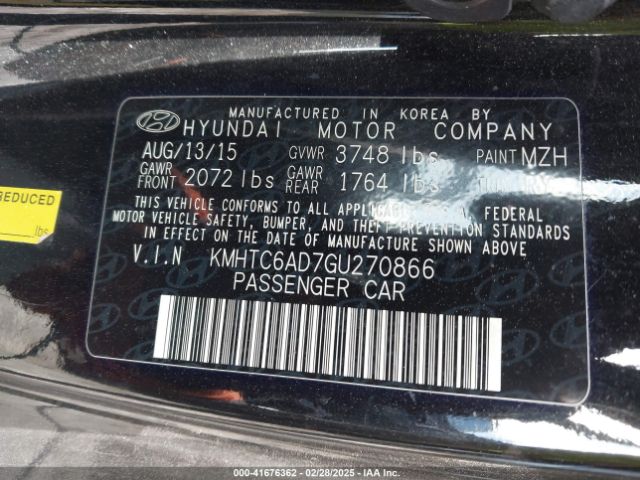 MANUFACTURED IN KOREA BY
HYUNDAI MOTOR COMPANY
AUG/13/15 GVWR 3748 lbs PAINT MZH
GAWR FRONT 2072 lbs GAWR REAR 1764 lbs
THIS VEHICLE CONFORMS TO ALL APPLICABLE U.S. FEDERAL
MOTOR VEHICLE SAFETY, BUMPER, AND THEFT PREVENTION STANDARDS
IN EFFECT ON THE DATE OF MANUFACTURE SHOWN ABOVE
V.I.N KMHTC6AD7GU270866
PASSENGER CAR
REDUCED
lbs
000-41676362 - 02/28/2025 - IAA Inc.